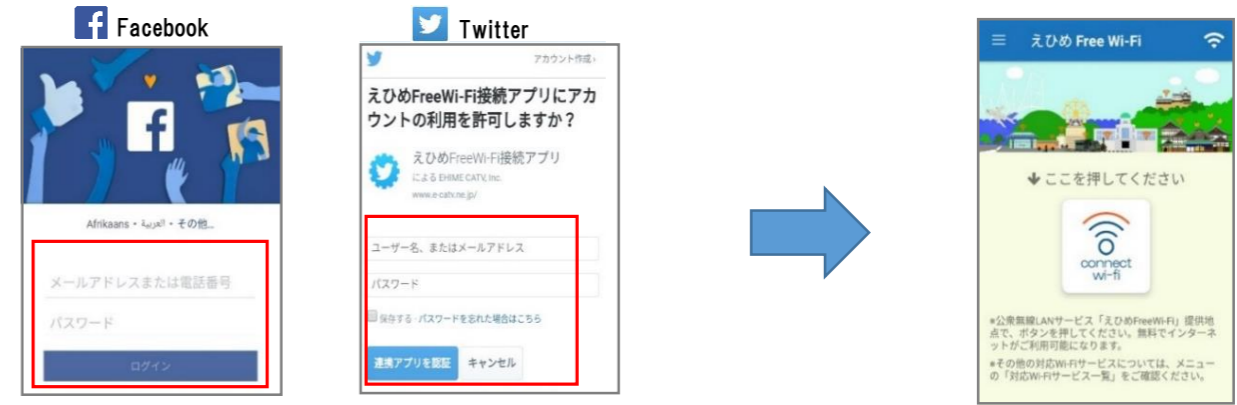 Facebook
Afrikaans・العربية・その他...
メールアドレスまたは電話番号
パスワード
ログイン
Twitter
アカウント作成›
えひめFreeWi-Fi接続アプリにアカ
ウントの利用を許可しますか？
えひめFreeWi-Fi接続アプリ
による EHIME CATV, Inc.
www.e-catv.ne.jp/
ユーザー名、またはメールアドレス
パスワード
保存する・パスワードを忘れた場合はこちら
連携アプリを認証 キャンセル
えひめ Free Wi-Fi
ここを押してください
connect
wi-fi
※公衆無線LANサービス「えひめFreeWi-Fi」提供地
点で、ボタンを押してください。無料でインターネ
ットがご利用可能になります。
※その他の対応Wi-Fiサービスについては、メニュー
の「対応Wi-Fiサービス一覧」をご確認ください。